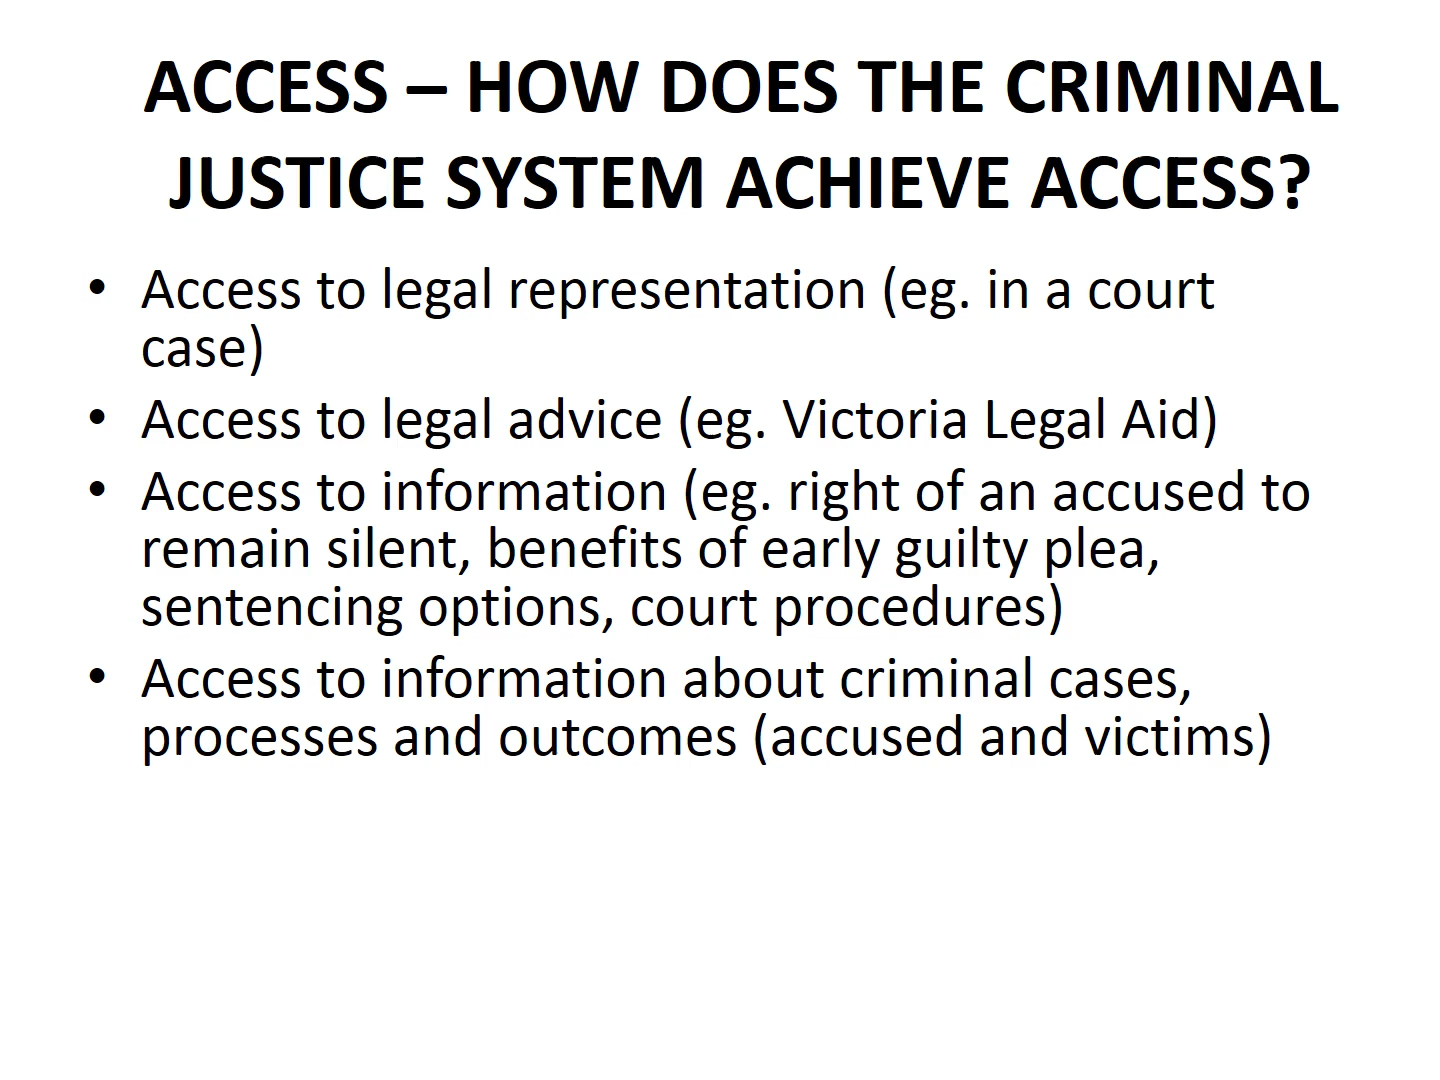 ACCESS – HOW DOES THE CRIMINAL
JUSTICE SYSTEM ACHIEVE ACCESS?
• Access to legal representation (eg. in a court
case)
• Access to legal advice (eg. Victoria Legal Aid)
• Access to information (eg. right of an accused to
remain silent, benefits of early guilty plea,
sentencing options, court procedures)
• Access to information about criminal cases,
processes and outcomes (accused and victims)